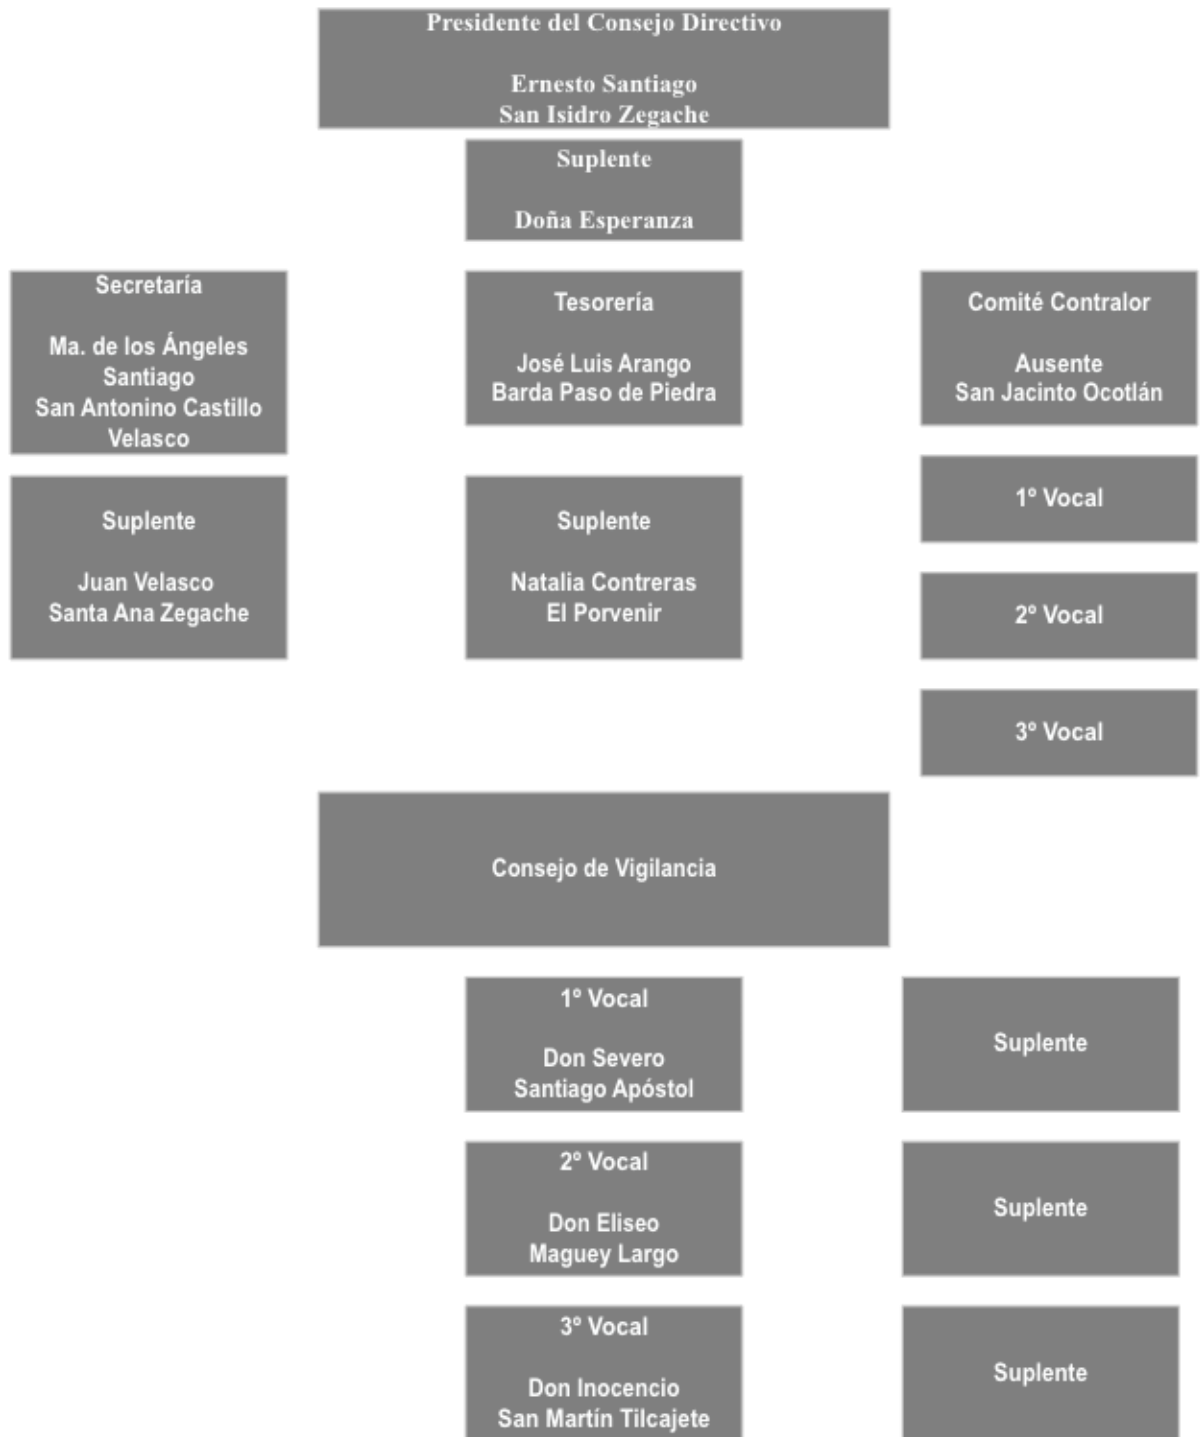 Presidente del Consejo Directivo
Ernesto Santiago
San Isidro Zegache
Suplente
Doña Esperanza
Secretaría
Ma. de los Ángeles
Santiago
San Antonino Castillo
Velasco
Tesorería
José Luis Arango
Barda Paso de Piedra
Comité Contralor
Ausente
San Jacinto Ocotlán
Suplente
Juan Velasco
Santa Ana Zegache
Suplente
Natalia Contreras
El Porvenir
1º Vocal
2º Vocal
3º Vocal
Consejo de Vigilancia
1º Vocal
Don Severo
Santiago Apóstol
Suplente
2º Vocal
Don Eliseo
Maguey Largo
Suplente
3º Vocal
Don Inocencio
San Martín Tilcajete
Suplente